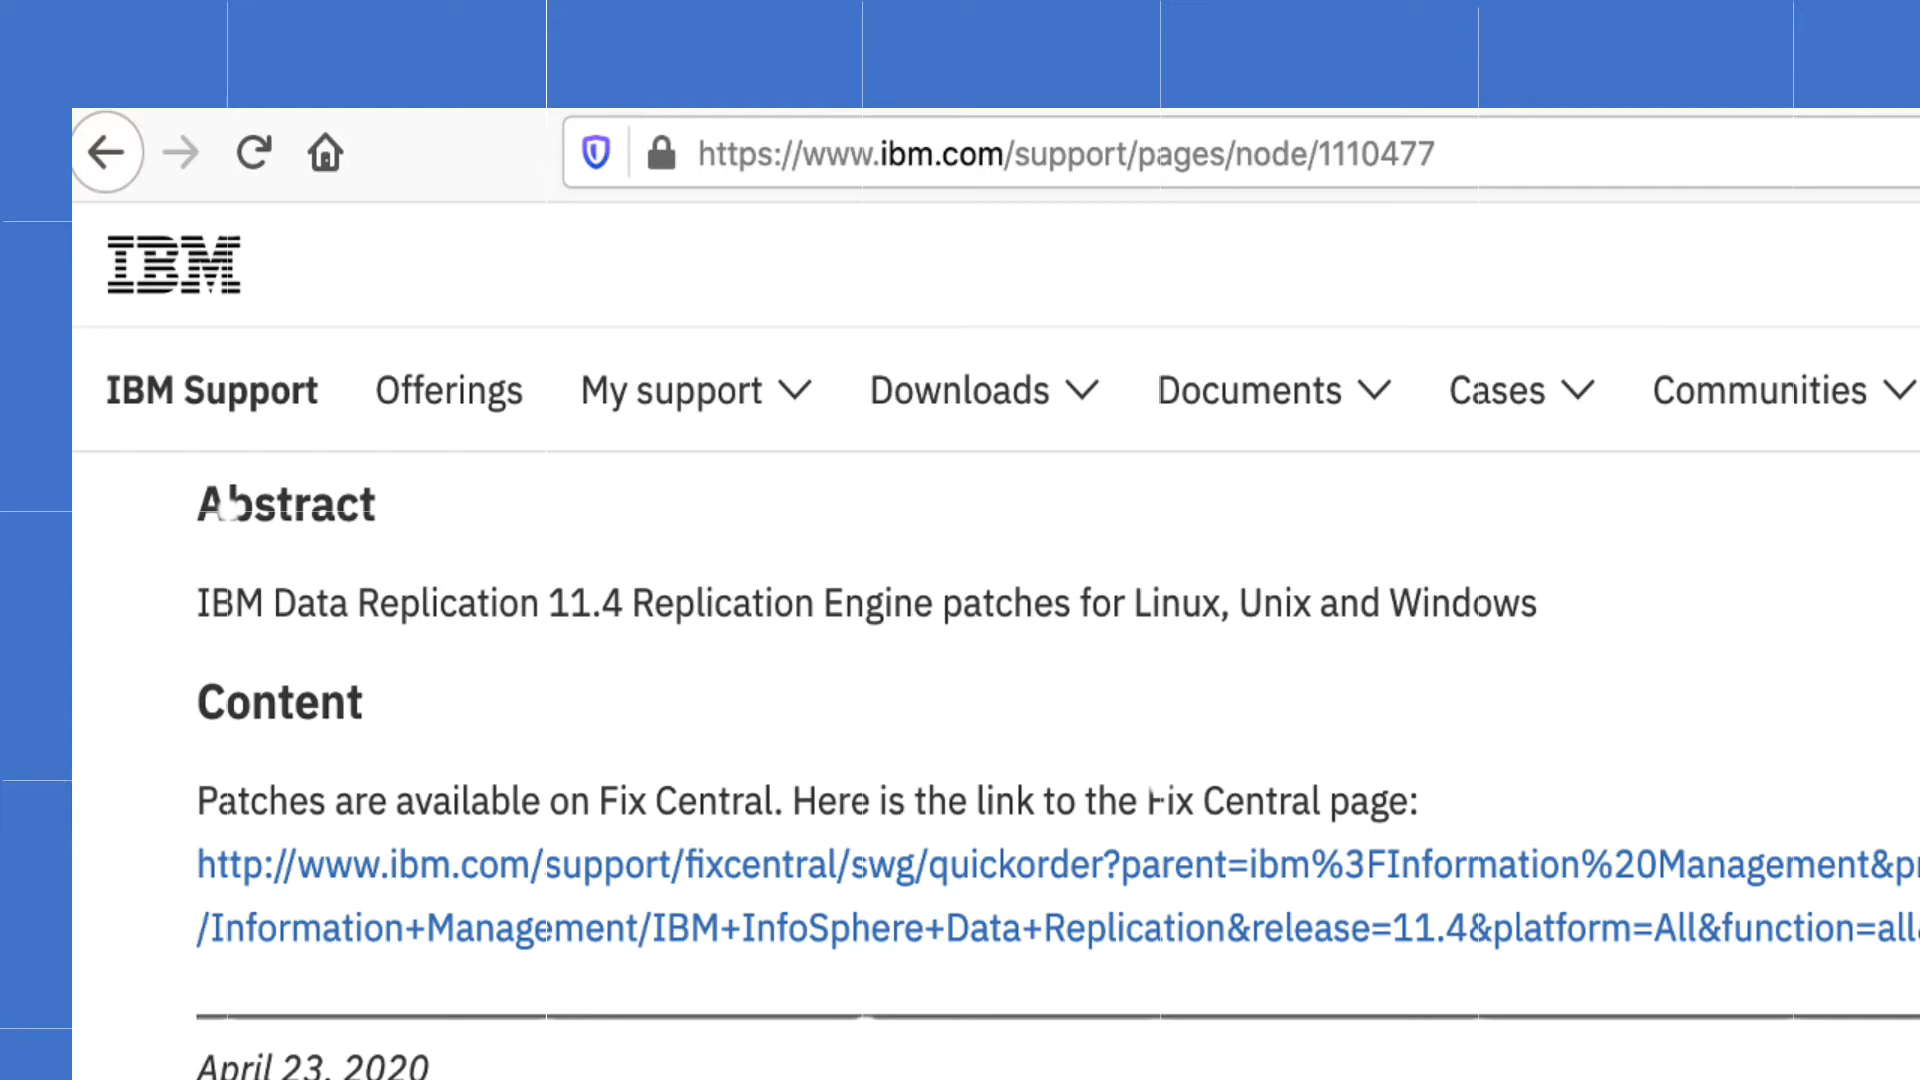 https://www.ibm.com/support/pages/node/1110477
IBM
IBM Support Offerings My support Downloads Documents Cases Communities
Abstract
IBM Data Replication 11.4 Replication Engine patches for Linux, Unix and Windows
Content
Patches are available on Fix Central. Here is the link to the Fix Central page:
http://www.ibm.com/support/fixcentral/swg/quickorder?parent=ibm%3FInformation%20Management&pr
/Information+Management/IBM+InfoSphere+Data+Replication&release=11.4&platform=All&function=all
April 23, 2020